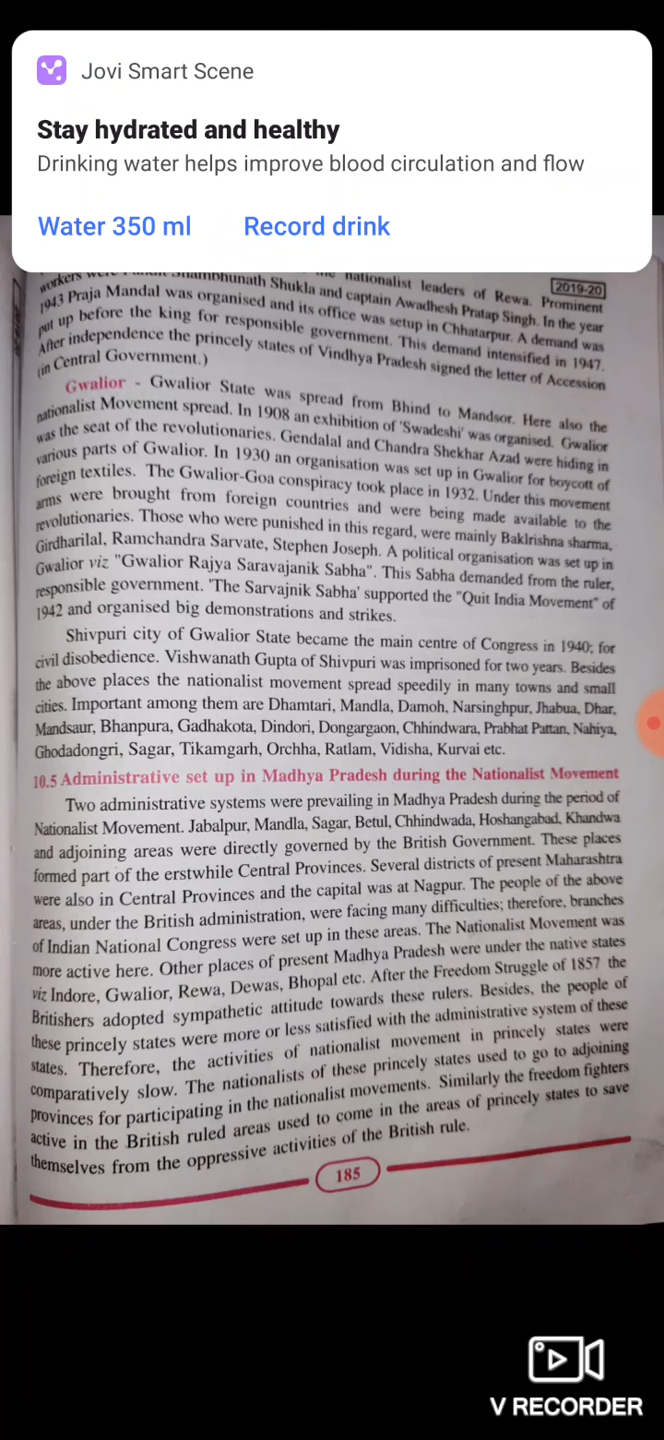 Jovi Smart Scene
Stay hydrated and healthy
Drinking water helps improve blood circulation and flow
Water 350 ml
Record drink
2019-20
workers were Shambhunath Shukla and captain Awadhesh Pratap Singh. In the year
nationalist leaders of Rewa. Prominent
1943 Praja Mandal was organised and its office was setup in Chhatarpur. A demand was
put up before the king for responsible government. This demand intensified in 1947.
After independence the princely states of Vindhya Pradesh signed the letter of Accession
(in Central Government.)
Gwalior - Gwalior State was spread from Bhind to Mandsor. Here also the
nationalist Movement spread. In 1908 an exhibition of 'Swadeshi' was organised. Gwalior
was the seat of the revolutionaries. Gendalal and Chandra Shekhar Azad were hiding in
various parts of Gwalior. In 1930 an organisation was set up in Gwalior for boycott of
foreign textiles. The Gwalior-Goa conspiracy took place in 1932. Under this movement
arms were brought from foreign countries and were being made available to the
revolutionaries. Those who were punished in this regard, were mainly Baklrishna sharma,
Girdharilal, Ramchandra Sarvate, Stephen Joseph. A political organisation was set up in
Gwalior viz "Gwalior Rajya Saravajanik Sabha". This Sabha demanded from the ruler,
responsible government. 'The Sarvajnik Sabha' supported the "Quit India Movement" of
1942 and organised big demonstrations and strikes.
Shivpuri city of Gwalior State became the main centre of Congress in 1940; for
civil disobedience. Vishwanath Gupta of Shivpuri was imprisoned for two years. Besides
the above places the nationalist movement spread speedily in many towns and small
cities. Important among them are Dhamtari, Mandla, Damoh, Narsinghpur, Jhabua, Dhar,
Mandsaur, Bhanpura, Gadhakota, Dindori, Dongargaon, Chhindwara, Prabhat Pattan, Nahiya,
Ghodadongri, Sagar, Tikamgarh, Orchha, Ratlam, Vidisha, Kurvai etc.
10.5 Administrative set up in Madhya Pradesh during the Nationalist Movement
Two administrative systems were prevailing in Madhya Pradesh during the period of
Nationalist Movement. Jabalpur, Mandla, Sagar, Betul, Chhindwada, Hoshangabad, Khandwa
and adjoining areas were directly governed by the British Government. These places
formed part of the erstwhile Central Provinces. Several districts of present Maharashtra
were also in Central Provinces and the capital was at Nagpur. The people of the above
areas, under the British administration, were facing many difficulties; therefore, branches
of Indian National Congress were set up in these areas. The Nationalist Movement was
more active here. Other places of present Madhya Pradesh were under the native states
viz Indore, Gwalior, Rewa, Dewas, Bhopal etc. After the Freedom Struggle of 1857 the
Britishers adopted sympathetic attitude towards these rulers. Besides, the people of
these princely states were more or less satisfied with the administrative system of these
states. Therefore, the activities of nationalist movement in princely states were
comparatively slow. The nationalists of these princely states used to go to adjoining
provinces for participating in the nationalist movements. Similarly the freedom fighters
active in the British ruled areas used to come in the areas of princely states to save
themselves from the oppressive activities of the British rule.
185
V RECORDER